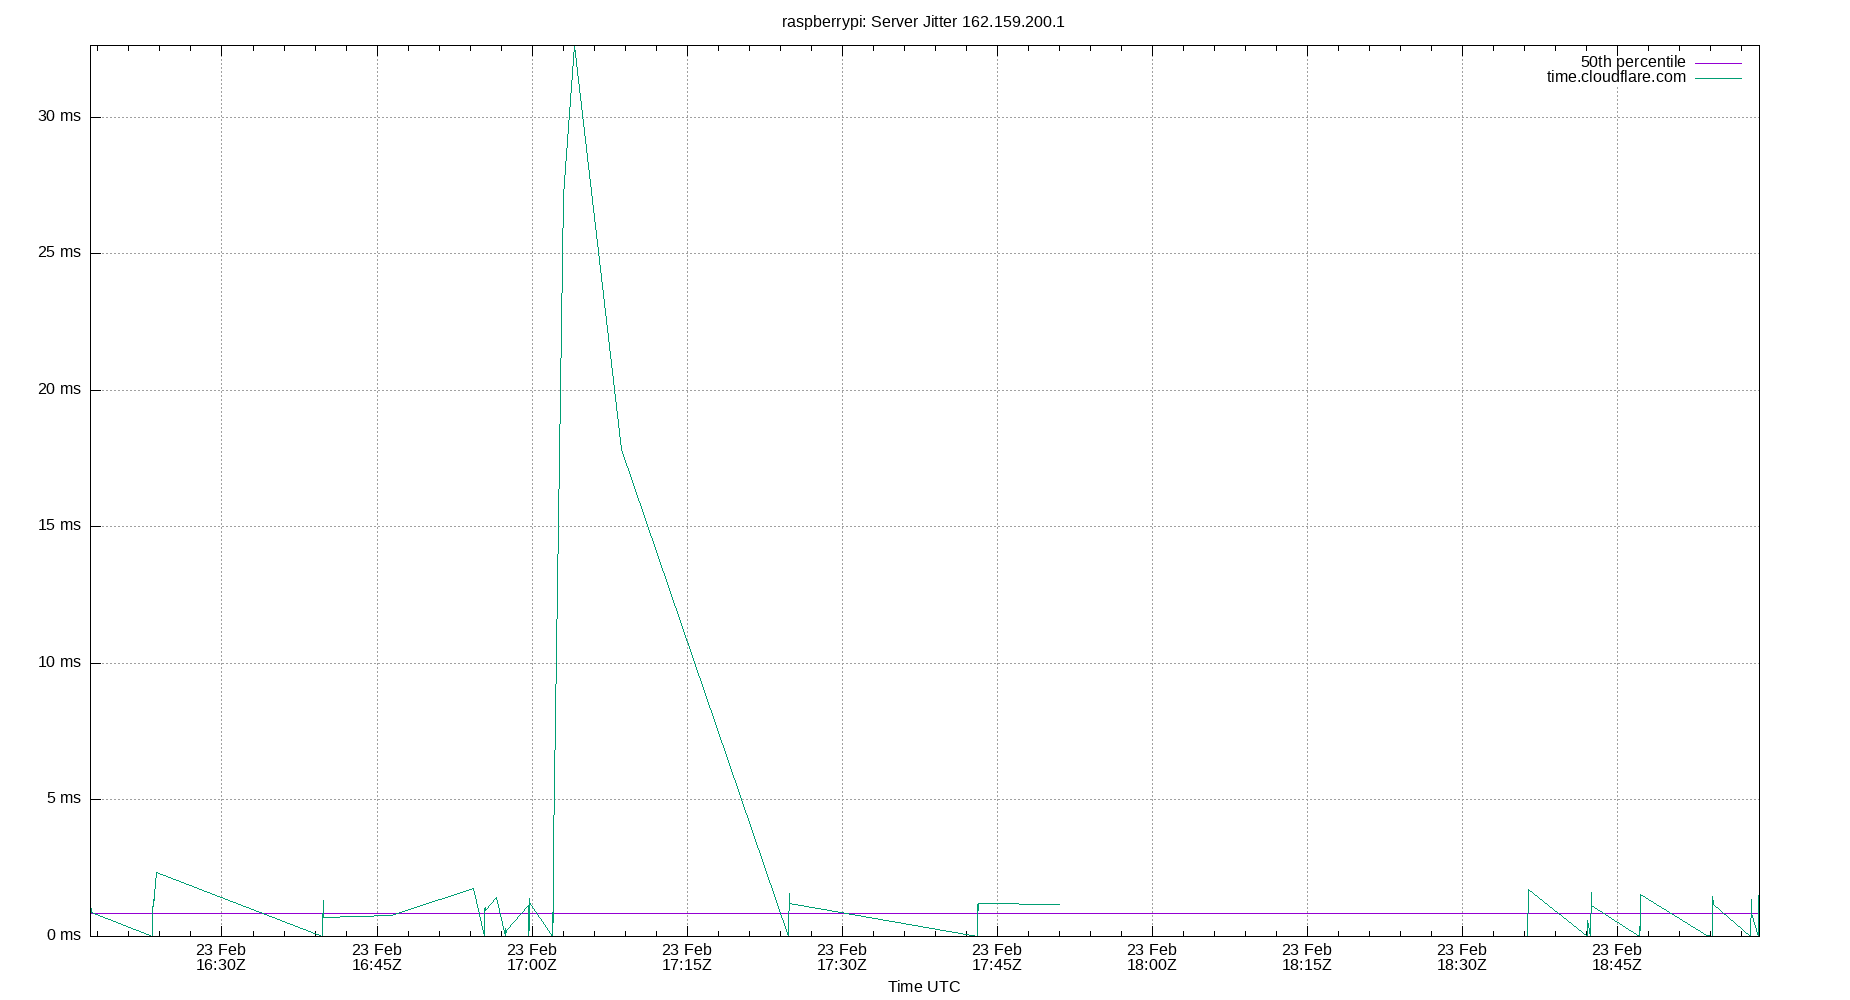 raspberrypi: Server Jitter 162.159.200.1
50th percentile
time.cloudflare.com
30 ms
25 ms
20 ms
15 ms
10 ms
5 ms
0 ms
23 Feb 23 Feb 23 Feb 23 Feb 23 Feb 23 Feb 23 Feb 23 Feb 23 Feb 23 Feb
16:30Z 16:45Z 17:00Z 17:15Z 17:30Z 17:45Z 18:00Z 18:15Z 18:30Z 18:45Z
Time UTC